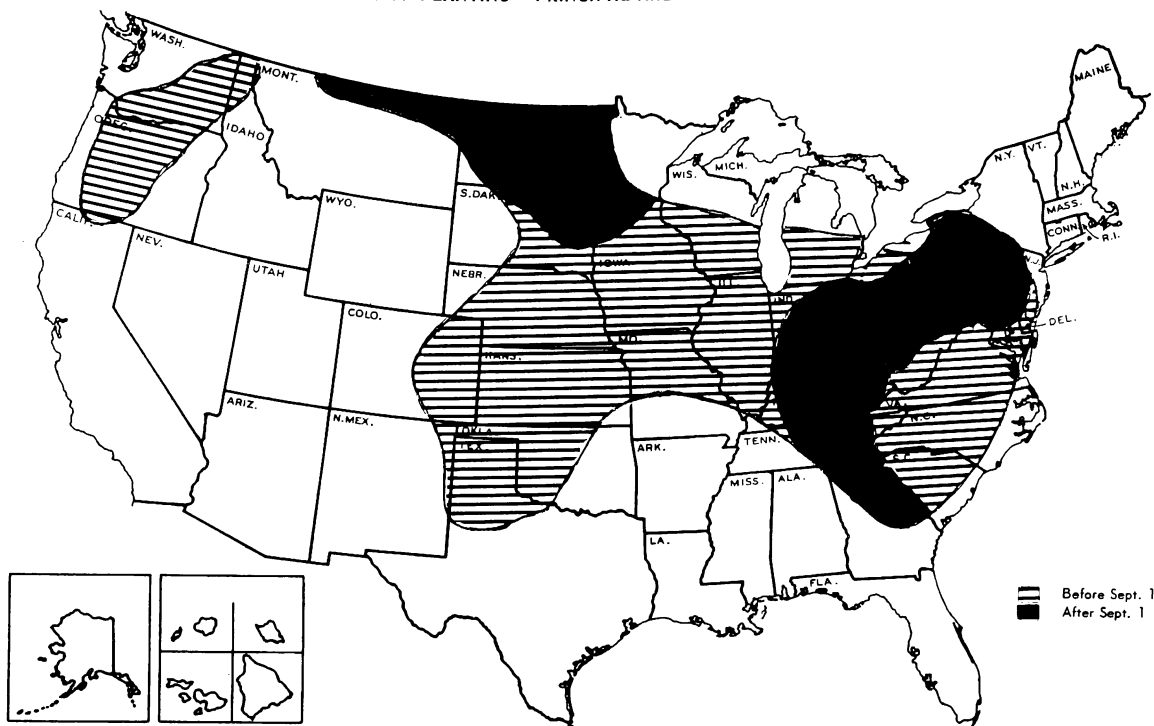 WASH.
MONT.
MAINE
OREG.
IDAHO
N.Y.
VT.
WIS.
MICH.
N.H.
S.DAK.
WYO.
MASS.
CALIF.
CONN.
R.I.
NEV.
N.J.
IOWA
UTAH
NEBR.
ILL.
IND.
COLO.
DEL.
MO.
KANS.
ARIZ.
N.MEX.
VA.
N.C.
OKLA.
TEX.
ARK.
TENN.
S.C.
MISS.
ALA.
LA.
FLA.
Before Sept. 1
After Sept. 1